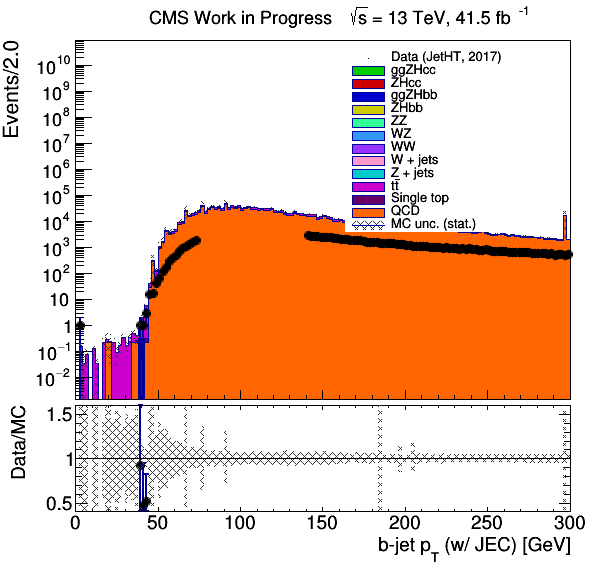 CMS Work in Progress √s = 13 TeV, 41.5 fb⁻¹
Events/2.0
10¹⁰
10⁹
10⁸
10⁷
10⁶
10⁵
10⁴
10³
10²
10
1
10⁻¹
10⁻²
Data (JetHT, 2017)
ggZHcc
ZHcc
ggZHbb
ZHbb
ZZ
WZ
WW
W + jets
Z + jets
tt̄
Single top
QCD
MC unc. (stat.)
Data/MC
1.5
1
0.5
0 50 100 150 200 250 300
b-jet p_T (w/ JEC) [GeV]